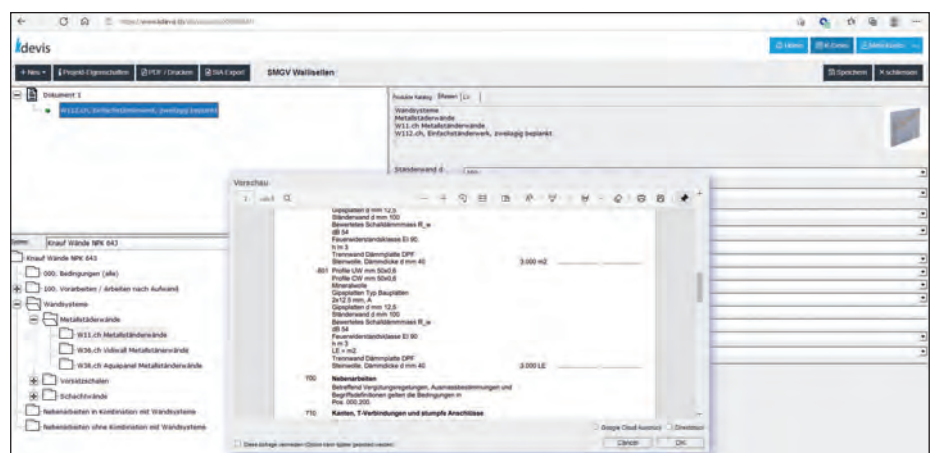 devis
+ Neu
Projekt-Eigenschaften
PDF / Drucken
SIA Export
SMGV Wallisellen
Speichern
X schliessen
Dokument 1
W112.ch, Einfachständerwerk, zweilagig beplankt
Produkte Katalog
Wandsysteme
Metallständerwände
W11.ch Metallständerwände
W112.ch, Einfachständerwerk, zweilagig beplankt
Ständerwand d
Vorschau
Gipsplatten d mm 12,5
Ständerwand d mm 100
Bewertetes Schalldämmmass R_w
dB 54
Feuerwiderstandsklasse EI 90
h m 3
Trennwand Dämmplatte DPF
Steinwolle, Dämmdicke d mm 40 3.000 m2
.801 Profile UW mm 50x0,6
Profile CW mm 50x0,6
Mineralwolle
Gipsplatten Typ Bauplatten
2x12.5 mm, A
Gipsplatten d mm 12,5
Ständerwand d mm 100
Bewertetes Schalldämmmass R_w
dB 54
Feuerwiderstandsklasse EI 90
h m 3
LE = m2
Trennwand Dämmplatte DPF
Steinwolle, Dämmdicke d mm 40 3.000 LE
700 Nebenarbeiten
Betreffend Vergütungsregelungen, Ausmassbestimmungen und
Begriffsdefinitionen gelten die Bedingungen in
Pos. 000.200.
710 Kanten, T-Verbindungen und stumpfe Anschlüsse
Cancel
OK
Knauf Wände NPK 643
Knauf Wände NPK 643
000. Bedingungen (alle)
100. Vorarbeiten / Arbeiten nach Aufwand
Wandsysteme
Metallständerwände
W11.ch Metallständerwände
W36.ch Vidiwall Metallständerwände
W38.ch Aquapanel Metallständerwände
Vorsatzschalen
Schachtwände
Nebenarbeiten in Kombination mit Wandsysteme
Nebenarbeiten ohne Kombination mit Wandsysteme